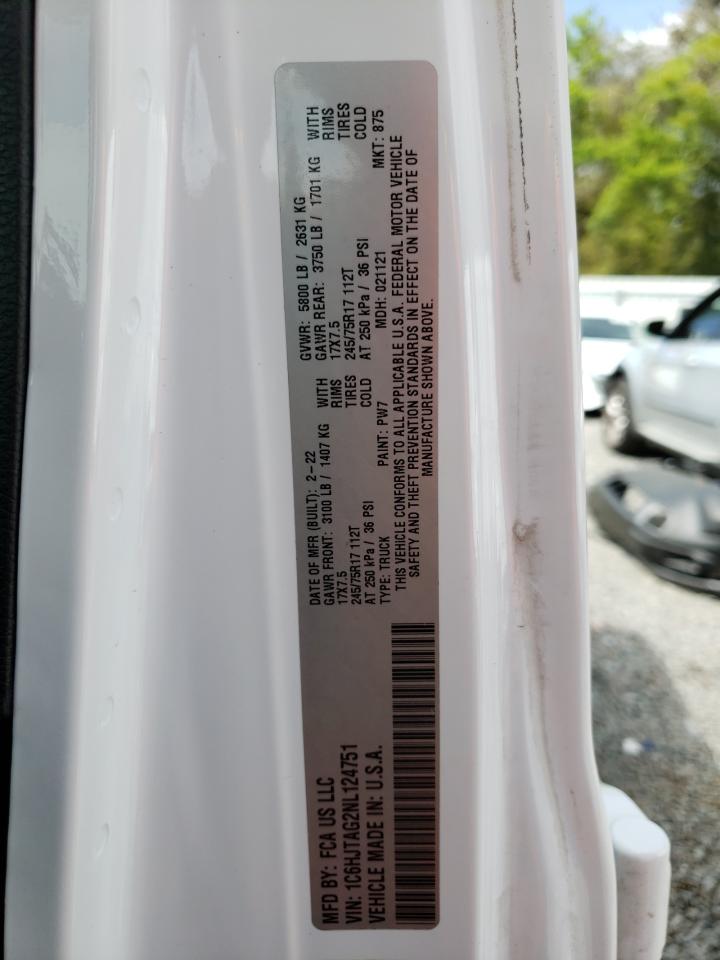 MFD BY: FCA US LLC
VIN: 1C6HJTAG2NL124751
VEHICLE MADE IN: U.S.A.
DATE OF MFR (BUILT): 2-22
GVWR: 5800 LB / 2631 KG
GAWR FRONT: 3100 LB / 1407 KG WITH
GAWR REAR: 3750 LB / 1701 KG WITH
17X7.5 RIMS
17X7.5 RIMS
245/75R17 112T TIRES
245/75R17 112T TIRES
AT 250 kPa / 36 PSI COLD
AT 250 kPa / 36 PSI COLD
TYPE: TRUCK PAINT: PW7 MDH: 021121 MKT: 875
THIS VEHICLE CONFORMS TO ALL APPLICABLE U.S.A. FEDERAL MOTOR VEHICLE
SAFETY AND THEFT PREVENTION STANDARDS IN EFFECT ON THE DATE OF
MANUFACTURE SHOWN ABOVE.